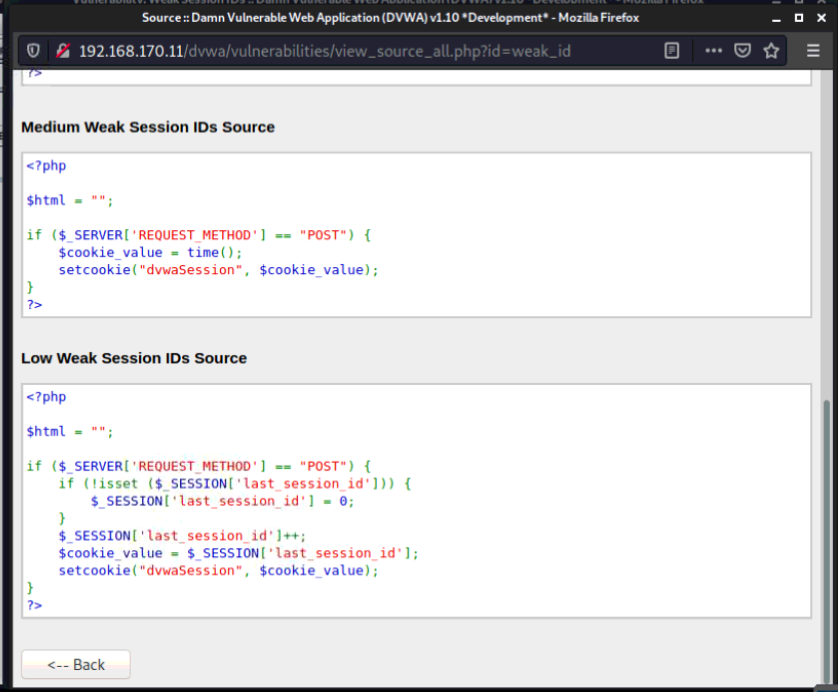 Source :: Damn Vulnerable Web Application (DVWA) v1.10 *Development* - Mozilla Firefox
192.168.170.11/dvwa/vulnerabilities/view_source_all.php?id=weak_id
?>
Medium Weak Session IDs Source
<?php
$html = "";
if ($_SERVER['REQUEST_METHOD'] == "POST") {
    $cookie_value = time();
    setcookie("dvwaSession", $cookie_value);
}
?>
Low Weak Session IDs Source
<?php
$html = "";
if ($_SERVER['REQUEST_METHOD'] == "POST") {
    if (!isset ($_SESSION['last_session_id'])) {
        $_SESSION['last_session_id'] = 0;
    }
    $_SESSION['last_session_id']++;
    $cookie_value = $_SESSION['last_session_id'];
    setcookie("dvwaSession", $cookie_value);
}
?>
<-- Back